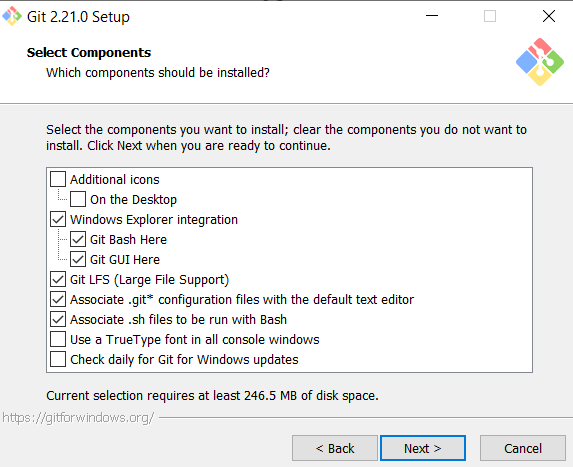 Git 2.21.0 Setup
Select Components
Which components should be installed?
Select the components you want to install; clear the components you do not want to
install. Click Next when you are ready to continue.
Additional icons
On the Desktop
Windows Explorer integration
Git Bash Here
Git GUI Here
Git LFS (Large File Support)
Associate .git* configuration files with the default text editor
Associate .sh files to be run with Bash
Use a TrueType font in all console windows
Check daily for Git for Windows updates
Current selection requires at least 246.5 MB of disk space.
https://gitforwindows.org/
< Back
Next >
Cancel